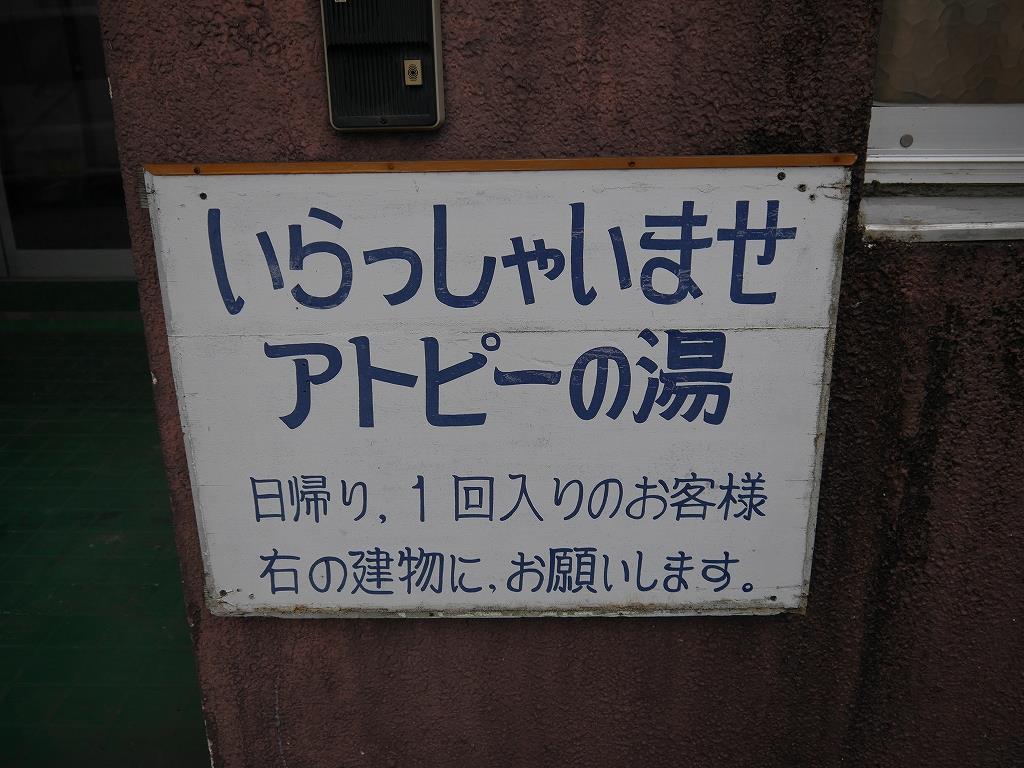 いらっしゃいませ
アトピーの湯
日帰り,1回入りのお客様
右の建物に,お願いします。